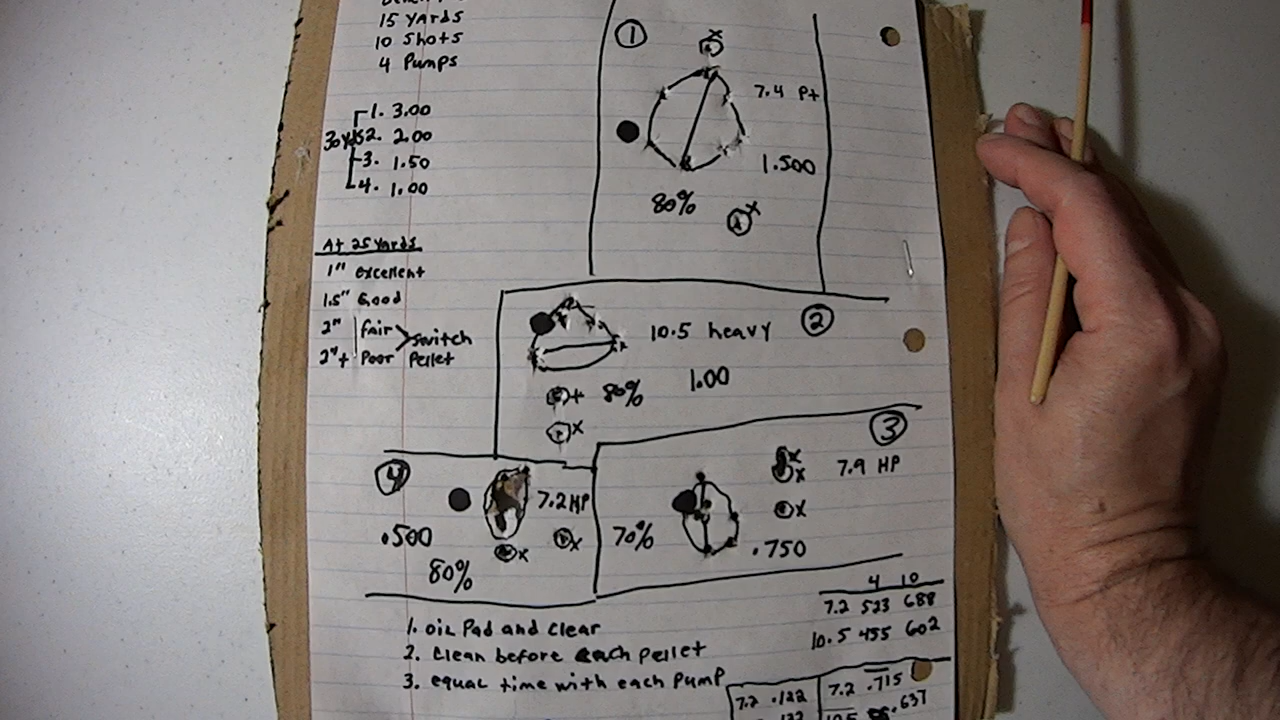 15 YARDS
10 Shots
4 Pumps
1. 3.00
30 yds 2. 2.00
3. 1.50
4. 1.00
At 25 Yards
1" excellent
1.5" Good
2" fair
2"+ Poor
Switch
Pellet
1
x
7.4 Pt
1.500
80%
x
2
10.5 heavy
1.00
80%
+
x
4
7.2 HP
.500
x
x
80%
3
x
x
7.9 HP
x
70%
.750
4 10
7.2 523 688
10.5 455 602
1. oil Pad and Clear
2. Clean before each pellet
3. equal time with each Pump
7.2 .122
7.2 .715
.637